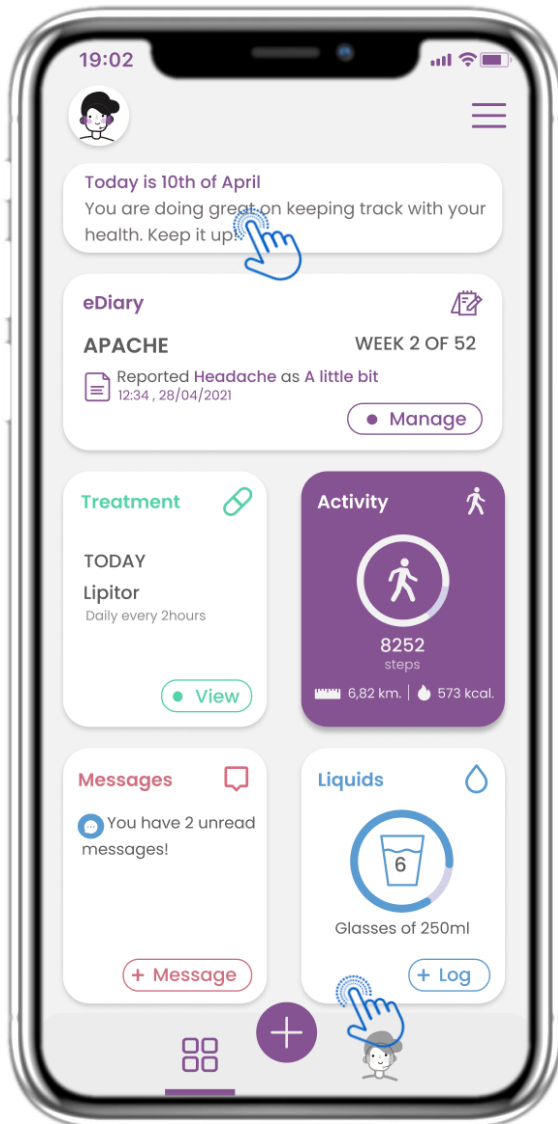 19:02
Today is 10th of April
You are doing great on keeping track with your
health. Keep it up!
eDiary
APACHE
WEEK 2 OF 52
Reported Headache as A little bit
12:34 , 28/04/2021
Manage
Treatment
TODAY
Lipitor
Daily every 2hours
View
Activity
8252
steps
6,82 km.
573 kcal.
Messages
You have 2 unread
messages!
+ Message
Liquids
6
Glasses of 250ml
+ Log